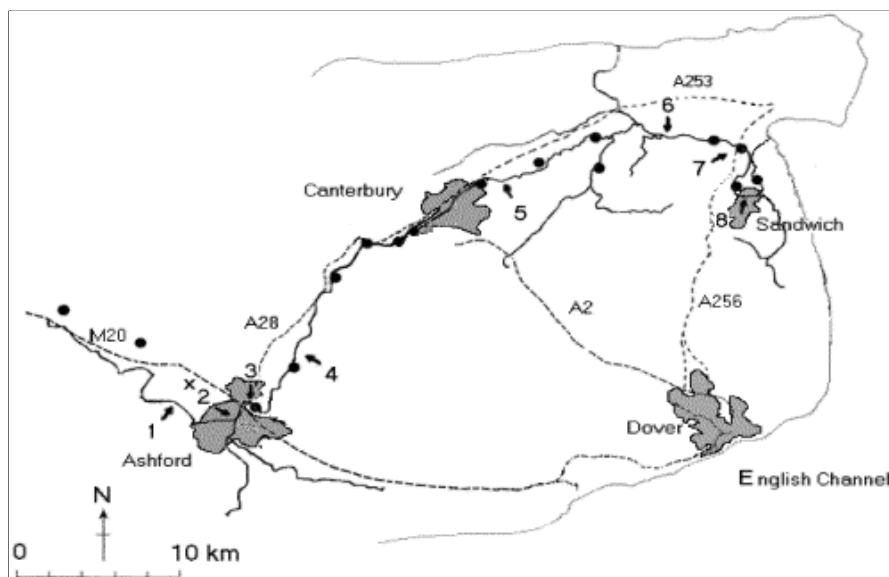 A253
6
7
Canterbury
5
8
Sandwich
A28
A2
A256
M20
3
4
x
2
1
Dover
Ashford
English Channel
N
0 10 km